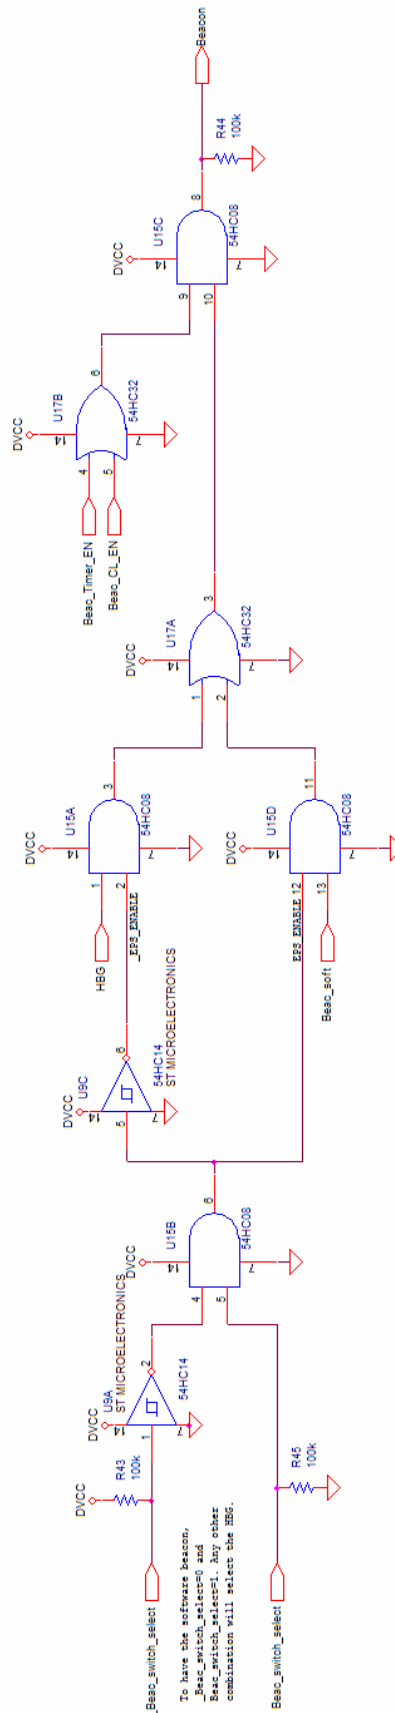 _Beac_switch_select
DVCC
R43
100k
To have the software beacon,
_Beac_switch_select=0 and
Beac_switch_select=1. Any other
combination will select the HBG.
Beac_switch_select
R45
100k
DVCC
U9A
ST MICROELECTRONICS
14
1
2
7
54HC14
DVCC
U15B
14
4
5
6
7
54HC08
DVCC
U9C
14
5
6
7
54HC14
ST MICROELECTRONICS
HBG
_EPS_ENABLE
DVCC
U15A
14
1
2
3
7
54HC08
EPS_ENABLE
Beac_soft
DVCC
U15D
14
12
13
11
7
54HC08
DVCC
U17A
14
1
2
3
7
54HC32
Beac_Timer_EN
Beac_CL_EN
DVCC
U17B
14
4
5
6
7
54HC32
DVCC
U15C
14
9
10
8
7
54HC08
R44
100k
Beacon